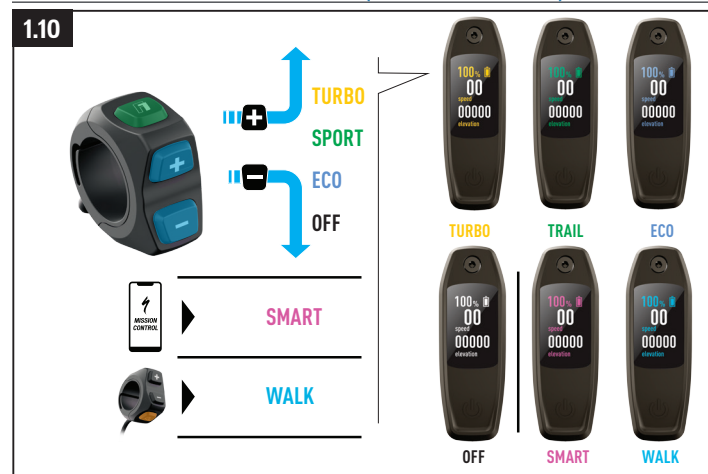 1.10
TURBO
SPORT
ECO
OFF
MISSION
CONTROL
SMART
WALK
100%
00
speed
00000
elevation
TURBO
100%
00
speed
00000
elevation
TRAIL
100%
00
speed
00000
elevation
ECO
100%
00
speed
00000
elevation
OFF
100%
00
speed
00000
elevation
SMART
100%
00
speed
00000
elevation
WALK